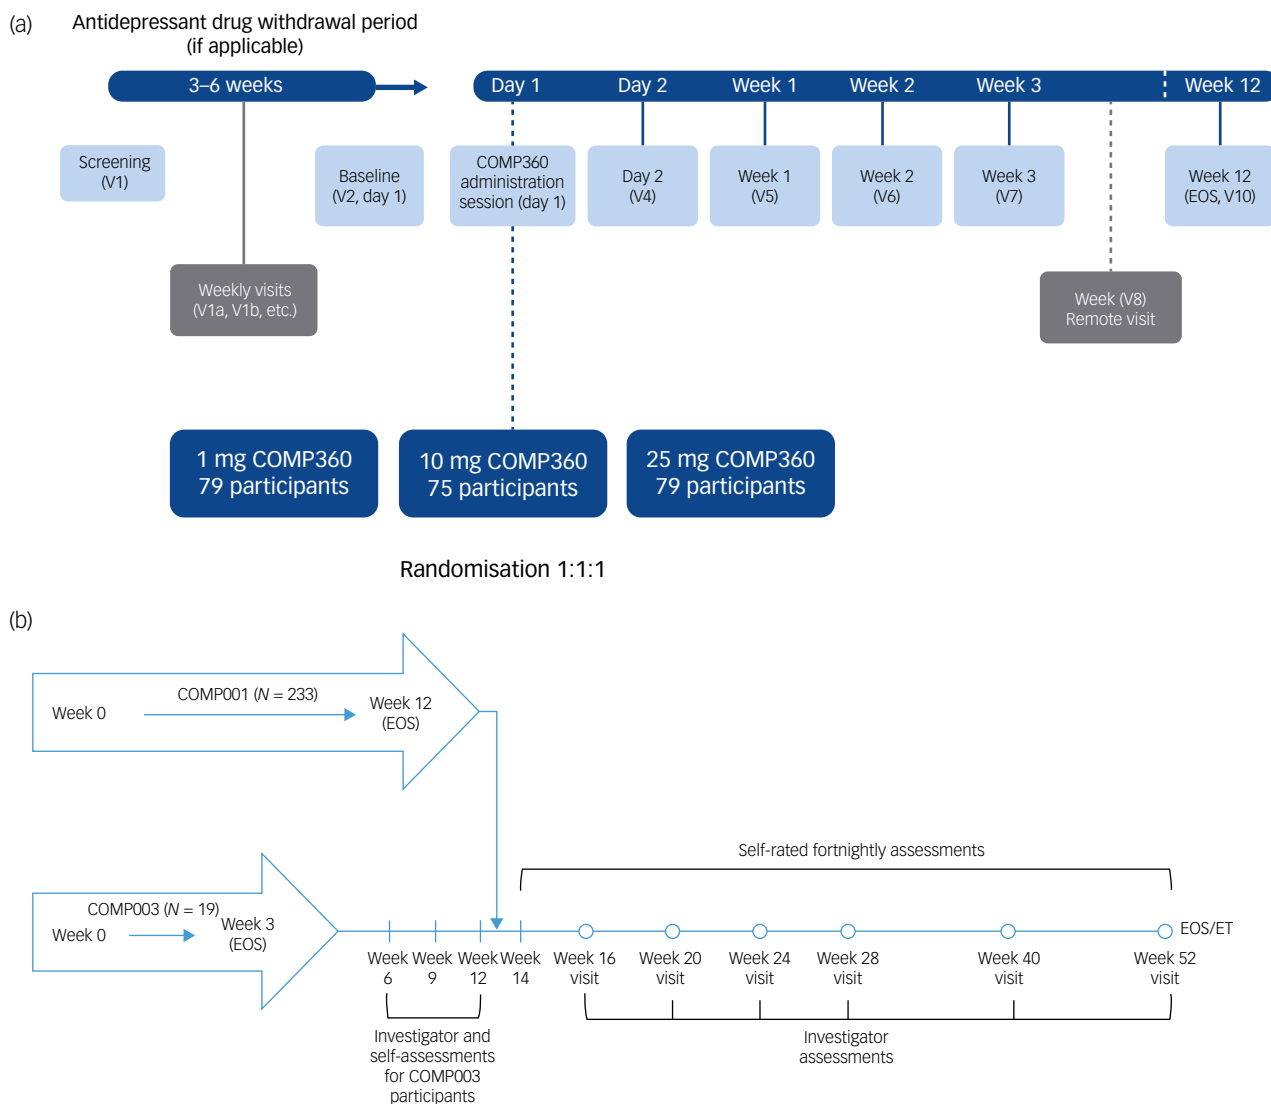 (a)
Antidepressant drug withdrawal period
(if applicable)
3–6 weeks
Day 1
Day 2
Week 1
Week 2
Week 3
Week 12
Screening
(V1)
Baseline
(V2, day 1)
COMP360
administration
session (day 1)
Day 2
(V4)
Week 1
(V5)
Week 2
(V6)
Week 3
(V7)
Week 12
(EOS, V10)
Weekly visits
(V1a, V1b, etc.)
Week (V8)
Remote visit
1 mg COMP360
79 participants
10 mg COMP360
75 participants
25 mg COMP360
79 participants
Randomisation 1:1:1
(b)
Week 0
COMP001 (N = 233)
Week 12
(EOS)
Self-rated fortnightly assessments
COMP003 (N = 19)
Week 0
Week 3
(EOS)
EOS/ET
Week
6
Week
9
Week
12
Week
14
Week 16
visit
Week 20
visit
Week 24
visit
Week 28
visit
Week 40
visit
Week 52
visit
Investigator and
self-assessments
for COMP003
participants
Investigator
assessments